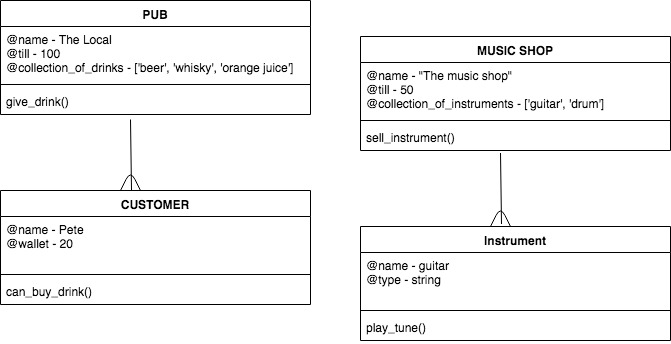 PUB
@name - The Local
@till - 100
@collection_of_drinks - ['beer', 'whisky', 'orange juice']
give_drink()
CUSTOMER
@name - Pete
@wallet - 20
can_buy_drink()
MUSIC SHOP
@name - "The music shop"
@till - 50
@collection_of_instruments - ['guitar', 'drum']
sell_instrument()
Instrument
@name - guitar
@type - string
play_tune()